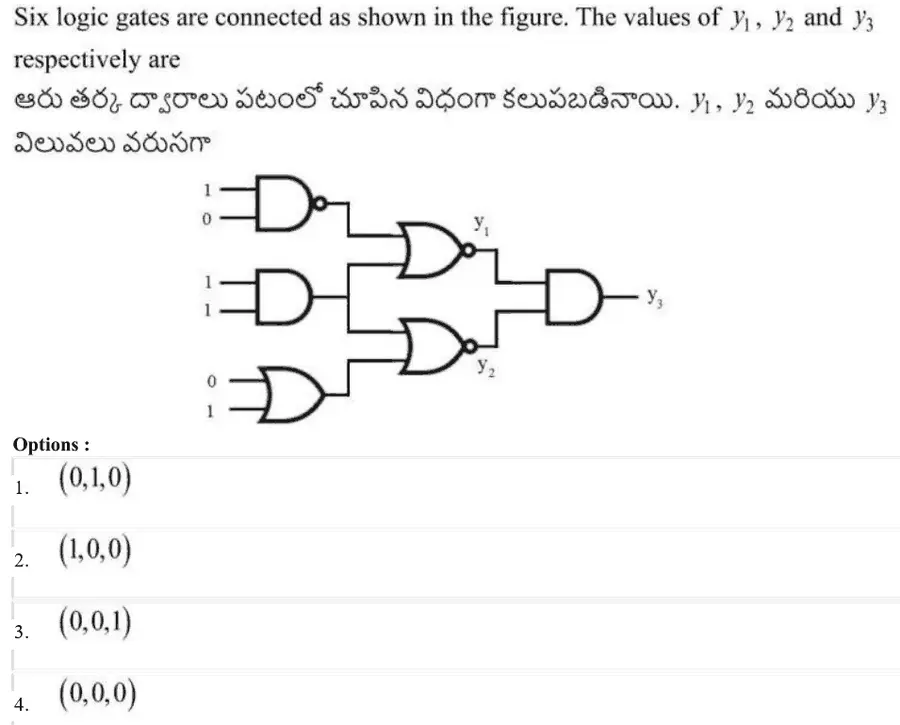 Six logic gates are connected as shown in the figure. The values of y₁, y₂ and y₃
respectively are
ఆరు తర్క ద్వారాలు పటంలో చూపిన విధంగా కలుపబడినాయి. y₁, y₂ మరియు y₃
విలువలు వరుసగా
1
0
y₁
1
1
y₃
y₂
0
1
Options :
1. (0,1,0)
2. (1,0,0)
3. (0,0,1)
4. (0,0,0)